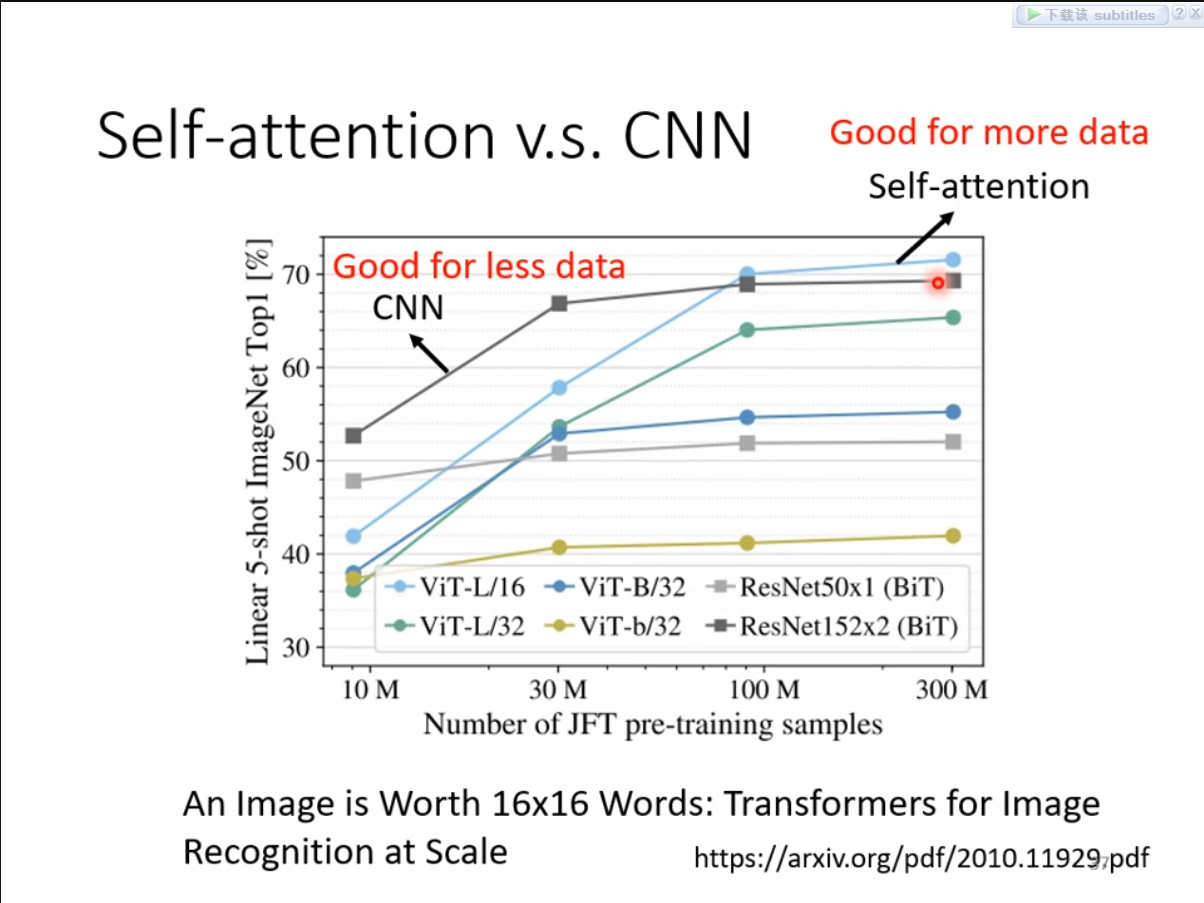 下载该 subtitles ? X
Self-attention v.s. CNN
Good for more data
Self-attention
Good for less data
CNN
Linear 5-shot ImageNet Top1 [%]
70
60
50
40
30
ViT-L/16 ViT-B/32 ResNet50x1 (BiT)
ViT-L/32 ViT-b/32 ResNet152x2 (BiT)
10 M 30 M 100 M 300 M
Number of JFT pre-training samples
An Image is Worth 16x16 Words: Transformers for Image
Recognition at Scale
https://arxiv.org/pdf/2010.11929.pdf
37